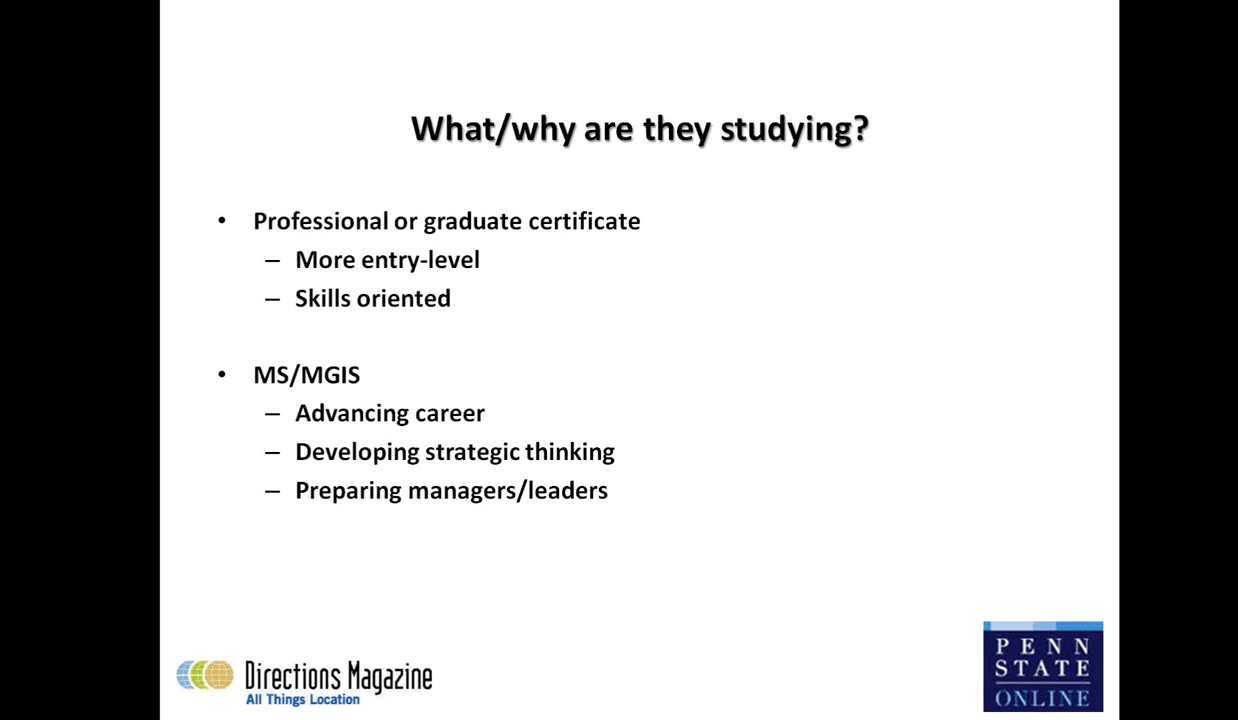 What/why are they studying?
• Professional or graduate certificate
– More entry-level
– Skills oriented
• MS/MGIS
– Advancing career
– Developing strategic thinking
– Preparing managers/leaders
Directions Magazine
All Things Location
PENN
STATE
ONLINE